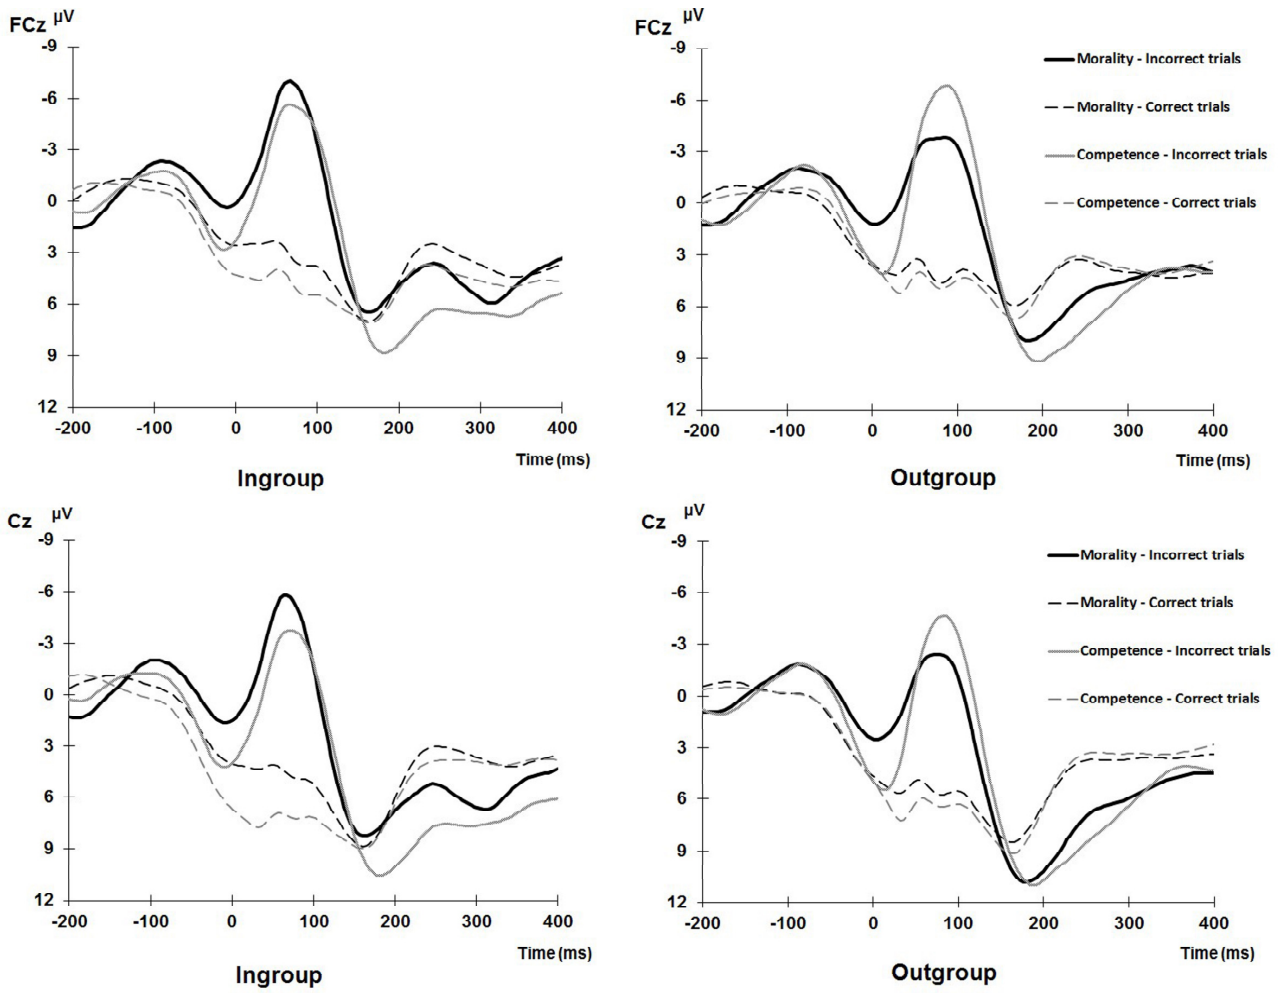 FCz µV
-9
-6
-3
0
3
6
9
12
-200 -100 0 100 200 300 400
Time (ms)
Ingroup
FCz µV
-9
-6
-3
0
3
6
9
12
-200 -100 0 100 200 300 400
Time (ms)
Outgroup
Morality - Incorrect trials
Morality - Correct trials
Competence - Incorrect trials
Competence - Correct trials
Cz µV
-9
-6
-3
0
3
6
9
12
-200 -100 0 100 200 300 400
Time (ms)
Ingroup
Cz µV
-9
-6
-3
0
3
6
9
12
-200 -100 0 100 200 300 400
Time (ms)
Outgroup
Morality - Incorrect trials
Morality - Correct trials
Competence - Incorrect trials
Competence - Correct trials